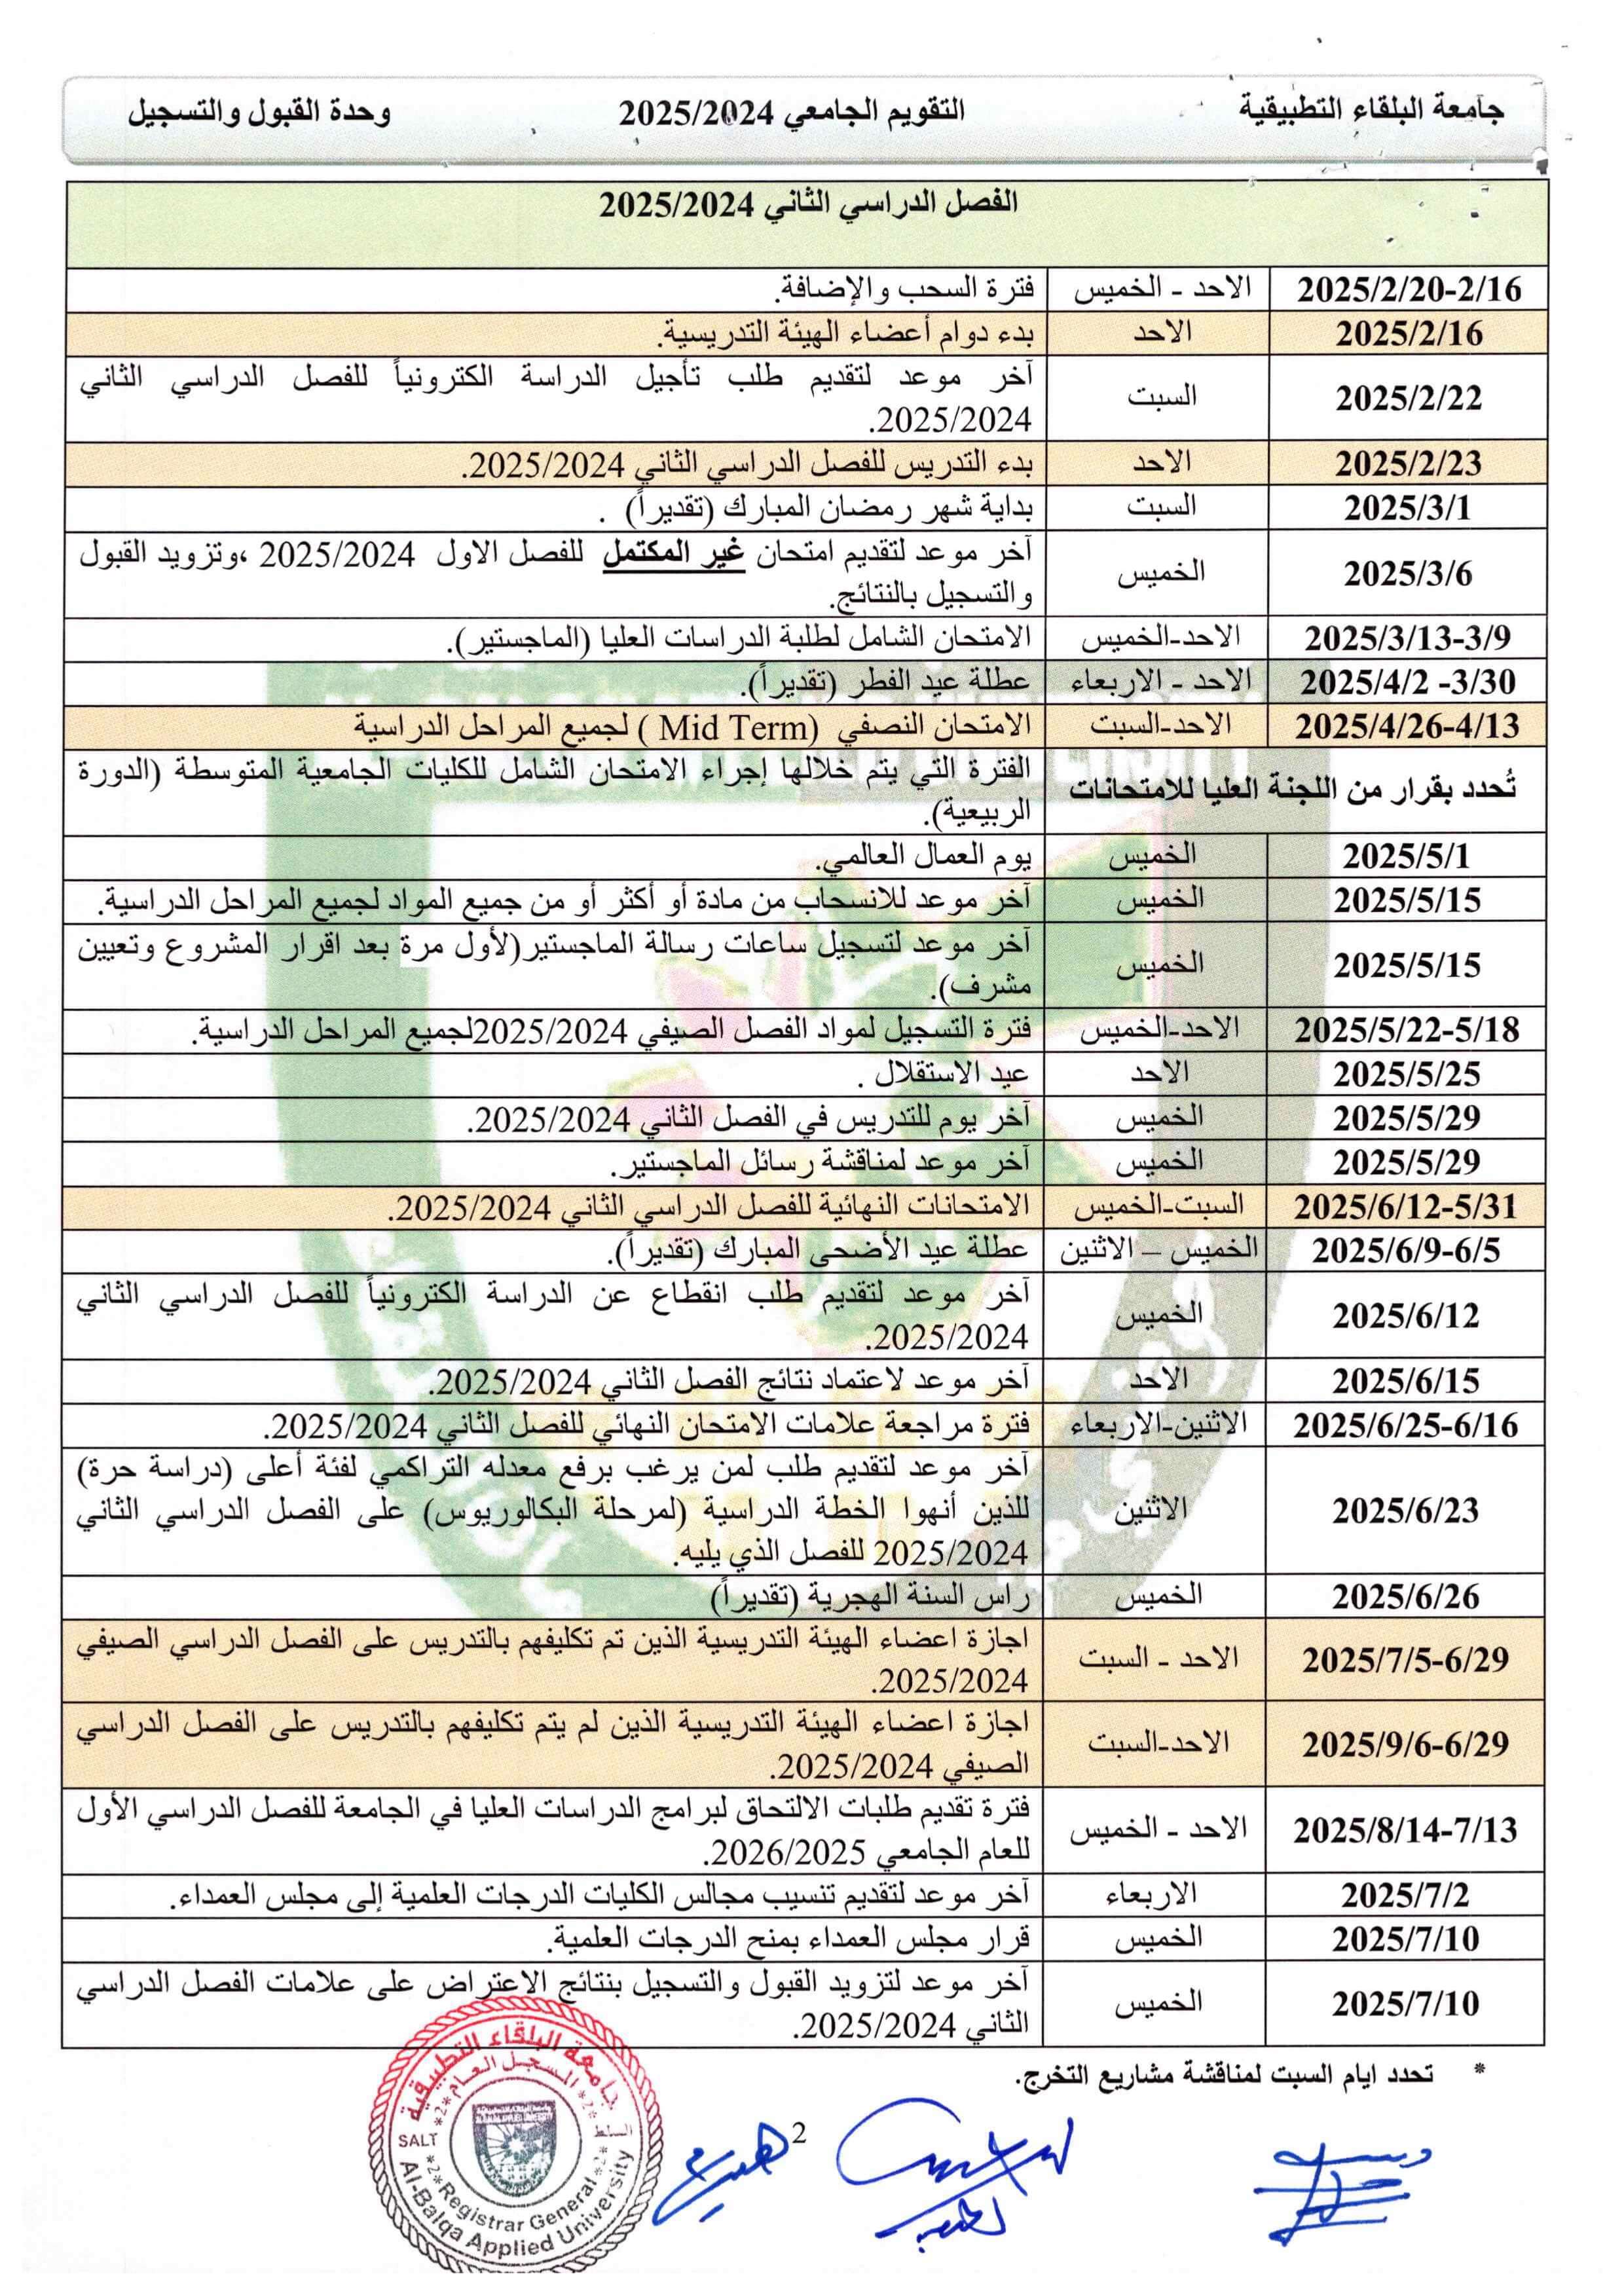 جامعة البلقاء التطبيقية التقويم الجامعي 2025/2024 وحدة القبول والتسجيل
الفصل الدراسي الثاني 2025/2024
2025/2/20-2/16 الاحد - الخميس فترة السحب والإضافة.
2025/2/16 الاحد بدء دوام أعضاء الهيئة التدريسية.
2025/2/22 السبت آخر موعد لتقديم طلب تأجيل الدراسة الكترونياً للفصل الدراسي الثاني
2025/2024.
2025/2/23 الاحد بدء التدريس للفصل الدراسي الثاني 2025/2024.
2025/3/1 السبت بداية شهر رمضان المبارك (تقديراً) .
2025/3/6 الخميس آخر موعد لتقديم امتحان غير المكتمل للفصل الاول 2025/2024 ،وتزويد القبول
والتسجيل بالنتائج.
2025/3/13-3/9 الاحد-الخميس الامتحان الشامل لطلبة الدراسات العليا (الماجستير).
2025/4/2 -3/30 الاحد - الاربعاء عطلة عيد الفطر (تقديراً).
2025/4/26-4/13 الاحد-السبت الامتحان النصفي (Mid Term ) لجميع المراحل الدراسية
تُحدد بقرار من اللجنة العليا للامتحانات الفترة التي يتم خلالها إجراء الامتحان الشامل للكليات الجامعية المتوسطة (الدورة
الربيعية).
2025/5/1 الخميس يوم العمال العالمي.
2025/5/15 الخميس آخر موعد للانسحاب من مادة أو أكثر أو من جميع المواد لجميع المراحل الدراسية.
2025/5/15 الخميس آخر موعد لتسجيل ساعات رسالة الماجستير(لأول مرة بعد اقرار المشروع وتعيين
مشرف).
2025/5/22-5/18 الاحد-الخميس فترة التسجيل لمواد الفصل الصيفي 2025/2024لجميع المراحل الدراسية.
2025/5/25 الاحد عيد الاستقلال .
2025/5/29 الخميس آخر يوم للتدريس في الفصل الثاني 2025/2024.
2025/5/29 الخميس آخر موعد لمناقشة رسائل الماجستير.
2025/6/12-5/31 السبت-الخميس الامتحانات النهائية للفصل الدراسي الثاني 2025/2024.
2025/6/9-6/5 الخميس – الاثنين عطلة عيد الأضحى المبارك (تقديراً).
2025/6/12 الخميس آخر موعد لتقديم طلب انقطاع عن الدراسة الكترونياً للفصل الدراسي الثاني
2025/2024.
2025/6/15 الاحد آخر موعد لاعتماد نتائج الفصل الثاني 2025/2024.
2025/6/25-6/16 الاثنين-الاربعاء فترة مراجعة علامات الامتحان النهائي للفصل الثاني 2025/2024.
2025/6/23 الاثنين آخر موعد لتقديم طلب لمن يرغب برفع معدله التراكمي لفئة أعلى (دراسة حرة)
للذين أنهوا الخطة الدراسية (لمرحلة البكالوريوس) على الفصل الدراسي الثاني
2025/2024 للفصل الذي يليه.
2025/6/26 الخميس راس السنة الهجرية (تقديراً)
2025/7/5-6/29 الاحد - السبت اجازة اعضاء الهيئة التدريسية الذين تم تكليفهم بالتدريس على الفصل الدراسي الصيفي
2025/2024.
2025/9/6-6/29 الاحد-السبت اجازة اعضاء الهيئة التدريسية الذين لم يتم تكليفهم بالتدريس على الفصل الدراسي
الصيفي 2025/2024.
2025/8/14-7/13 الاحد - الخميس فترة تقديم طلبات الالتحاق لبرامج الدراسات العليا في الجامعة للفصل الدراسي الأول
للعام الجامعي 2026/2025.
2025/7/2 الاربعاء آخر موعد لتقديم تنسيب مجالس الكليات الدرجات العلمية إلى مجلس العمداء.
2025/7/10 الخميس قرار مجلس العمداء بمنح الدرجات العلمية.
2025/7/10 الخميس آخر موعد لتزويد القبول والتسجيل بنتائج الاعتراض على علامات الفصل الدراسي
الثاني 2025/2024.
* تحدد ايام السبت لمناقشة مشاريع التخرج.
2
جامعة البلقاء التطبيقية
*2* السجل العام *2*
SALT السلط
*2* Registrar General *2*
Al-Balqa Applied University